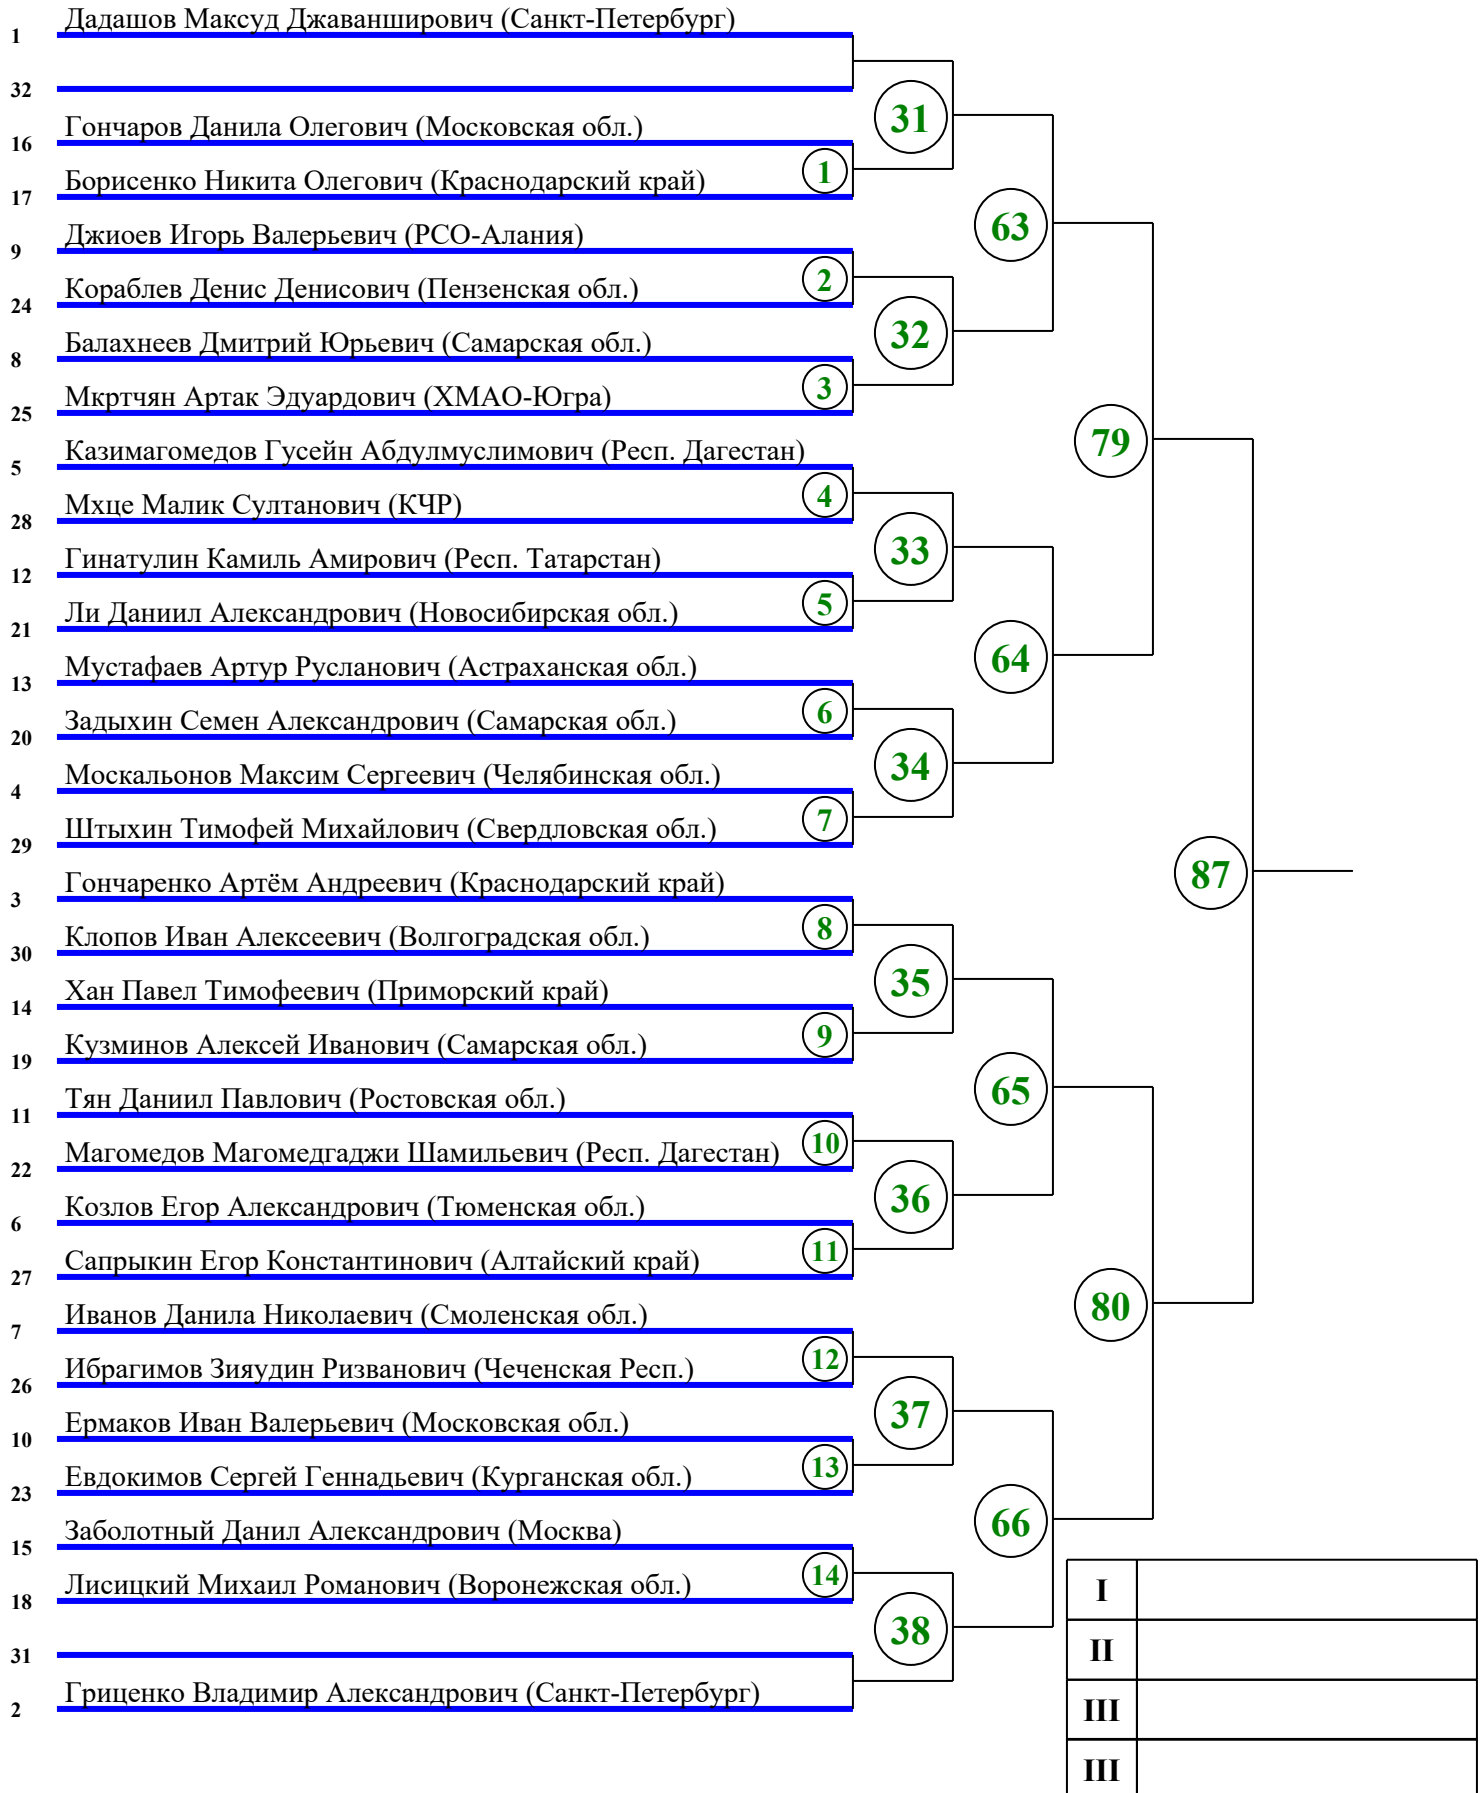 Дадашов Максуд Джаванширович (Санкт-Петербург)
1
32
31
Гончаров Данила Олегович (Московская обл.)
16
1
Борисенко Никита Олегович (Краснодарский край)
17
63
Джиоев Игорь Валерьевич (РСО-Алания)
9
2
Кораблев Денис Денисович (Пензенская обл.)
24
32
Балахнеев Дмитрий Юрьевич (Самарская обл.)
8
3
Мкртчян Артак Эдуардович (ХМАО-Югра)
25
79
Казимагомедов Гусейн Абдулмуслимович (Респ. Дагестан)
5
4
Мхце Малик Султанович (КЧР)
28
33
Гинатулин Камиль Амирович (Респ. Татарстан)
12
5
Ли Даниил Александрович (Новосибирская обл.)
21
64
Мустафаев Артур Русланович (Астраханская обл.)
13
6
Задыхин Семен Александрович (Самарская обл.)
20
34
Москальонов Максим Сергеевич (Челябинская обл.)
4
7
Штыхин Тимофей Михайлович (Свердловская обл.)
29
87
Гончаренко Артём Андреевич (Краснодарский край)
3
8
Клопов Иван Алексеевич (Волгоградская обл.)
30
35
Хан Павел Тимофеевич (Приморский край)
14
9
Кузминов Алексей Иванович (Самарская обл.)
19
65
Тян Даниил Павлович (Ростовская обл.)
11
10
Магомедов Магомедгаджи Шамильевич (Респ. Дагестан)
22
36
Козлов Егор Александрович (Тюменская обл.)
6
11
Сапрыкин Егор Константинович (Алтайский край)
27
80
Иванов Данила Николаевич (Смоленская обл.)
7
12
Ибрагимов Зияудин Ризванович (Чеченская Респ.)
26
37
Ермаков Иван Валерьевич (Московская обл.)
10
13
Евдокимов Сергей Геннадьевич (Курганская обл.)
23
66
Заболотный Данил Александрович (Москва)
15
14
Лисицкий Михаил Романович (Воронежская обл.)
18
38
31
Гриценко Владимир Александрович (Санкт-Петербург)
2
I
II
III
III